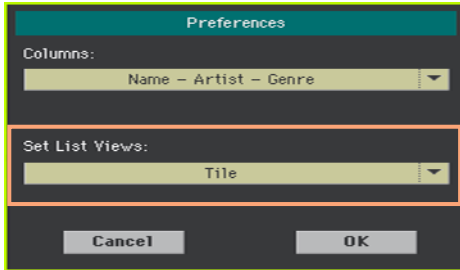 Preferences
Columns:
Name - Artist - Genre
Set List Views:
Tile
Cancel OK